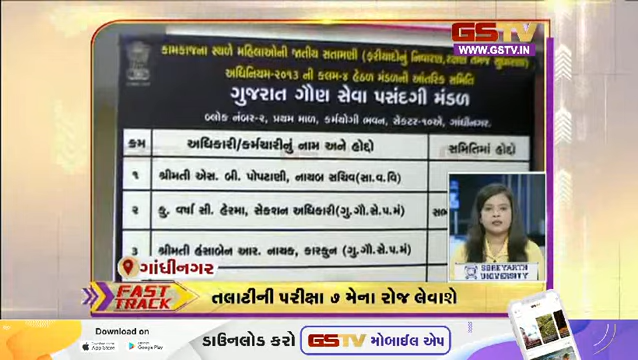 GSTV
WWW.GSTV.IN
કામકાજના સ્થળે મહિલાઓની જાતીય સતામણી (ફરીયાદોનું નિવારણ,
અધિનિયમ-૨૦૧૩ ની કલમ-૪ હેઠળ મંડળની આંતરિક સમિતિ
ગુજરાત ગૌણ સેવા પસંદગી મંડળ
બ્લોક નંબર-૨, પ્રથમ માળ, કર્મયોગી ભવન, સેક્ટર-૧૦એ, ગાંધીનગર.
ક્રમ અધિકારી/કર્મચારીનું નામ અને હોદ્દો સમિતિમાં હોદ્દો
૧ શ્રીમતી એસ. બી. પોપટાણી, નાયબ સચિવ(સા.વ.વિ)
૨ કુ. વર્ષા સી. હેરમા, સેક્શન અધિકારી(ગુ.ગૌ.સે.પ.મં) સભ
૩ શ્રીમતી હંસાબેન આર. નાયક, કારકુન (ગુ.ગૌ.સે.પ.મં)
SHREYARTH
UNIVERSITY
ગાંધીનગર
FAST
TRACK
તલાટીની પરીક્ષા ૭ મેના રોજ લેવાશે
Download on
App Store
Google Play
ડાઉનલોડ કરો GSTV મોબાઈલ એપ